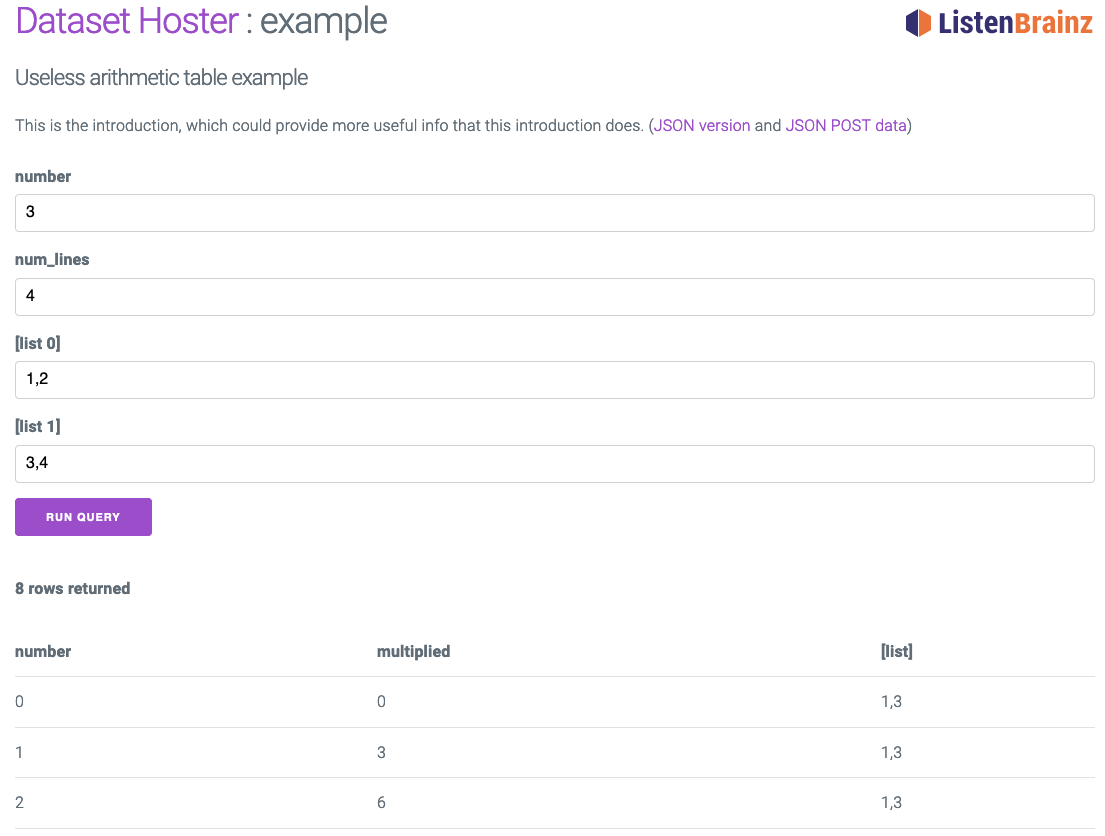 Dataset Hoster : example
ListenBrainz
Useless arithmetic table example
This is the introduction, which could provide more useful info that this introduction does. (JSON version and JSON POST data)
number
3
num_lines
4
[list 0]
1,2
[list 1]
3,4
RUN QUERY
8 rows returned
number multiplied [list]
0 0 1,3
1 3 1,3
2 6 1,3